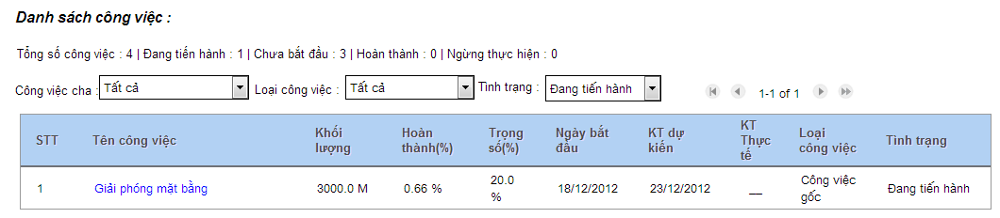 Danh sách công việc :
Tổng số công việc : 4 | Đang tiến hành : 1 | Chưa bắt đầu : 3 | Hoàn thành : 0 | Ngừng thực hiện : 0
Công việc cha : Tất cả Loại công việc : Tất cả Tình trạng : Đang tiến hành 1-1 of 1
STT Tên công việc Khối lượng Hoàn thành(%) Trọng số(%) Ngày bắt đầu KT dự kiến KT Thực tế Loại công việc Tình trạng
1 Giải phóng mặt bằng 3000.0 M 0.66 % 20.0 % 18/12/2012 23/12/2012 __ Công việc gốc Đang tiến hành